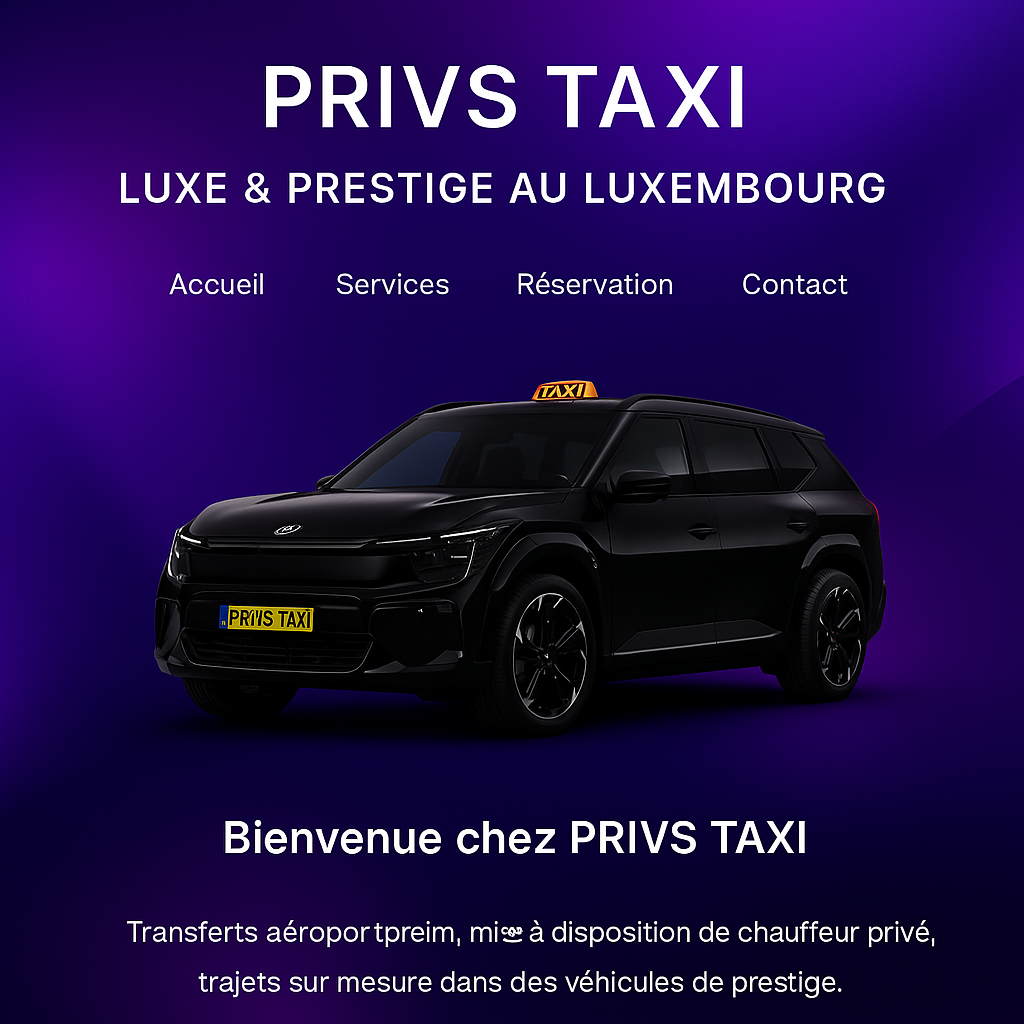 PRIVS TAXI
LUXE & PRESTIGE AU LUXEMBOURG
Accueil Services Réservation Contact
TAXI
PRIVS TAXI
Bienvenue chez PRIVS TAXI
Transferts aéroportpreim, à disposition de chauffeur privé,
trajets sur mesure dans des véhicules de prestige.